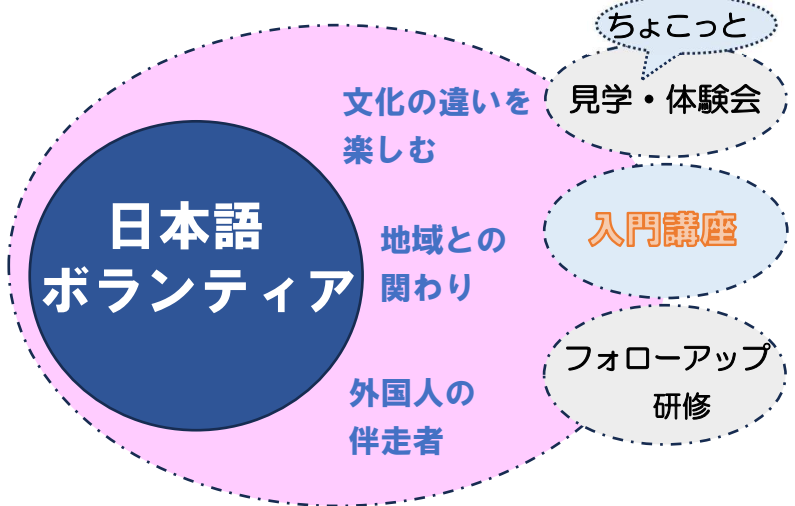 ちょこっと
見学・体験会
文化の違いを
楽しむ
日本語
ボランティア
地域との
関わり
入門講座
外国人の
伴走者
フォローアップ
研修